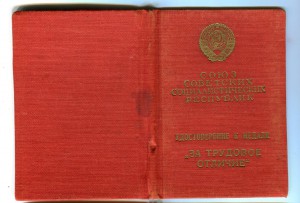 СОЮЗ
СОВЕТСКИХ
СОЦИАЛИСТИЧЕСКИХ
РЕСПУБЛИК
УДОСТОВЕРЕНИЕ К МЕДАЛИ
„ЗА ТРУДОВОЕ
ОТЛИЧИЕ"